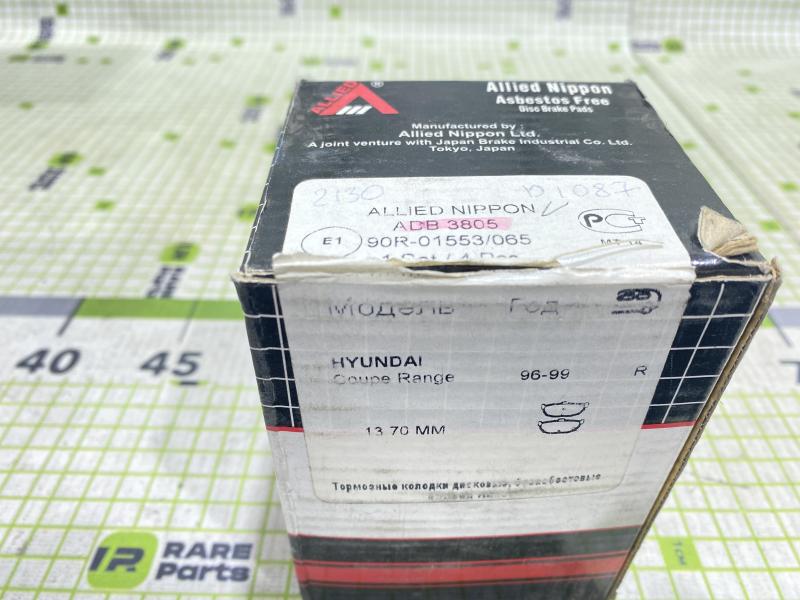 ALLIED
®
Allied Nippon
Asbestos Free
Disc Brake Pads
Manufactured by :
Allied Nippon Ltd.
A joint venture with Japan Brake Industrial Co. Ltd.
Tokyo, Japan
2130 D1087
ALLIED NIPPON
ADB 3805
E1 90R-01553/065
Модель Год
HYUNDAI
Coupe Range 96-99 R
13.70 MM
Тормозные колодки дисковые, безасбестовые
40 45
RARE
Parts
1CM